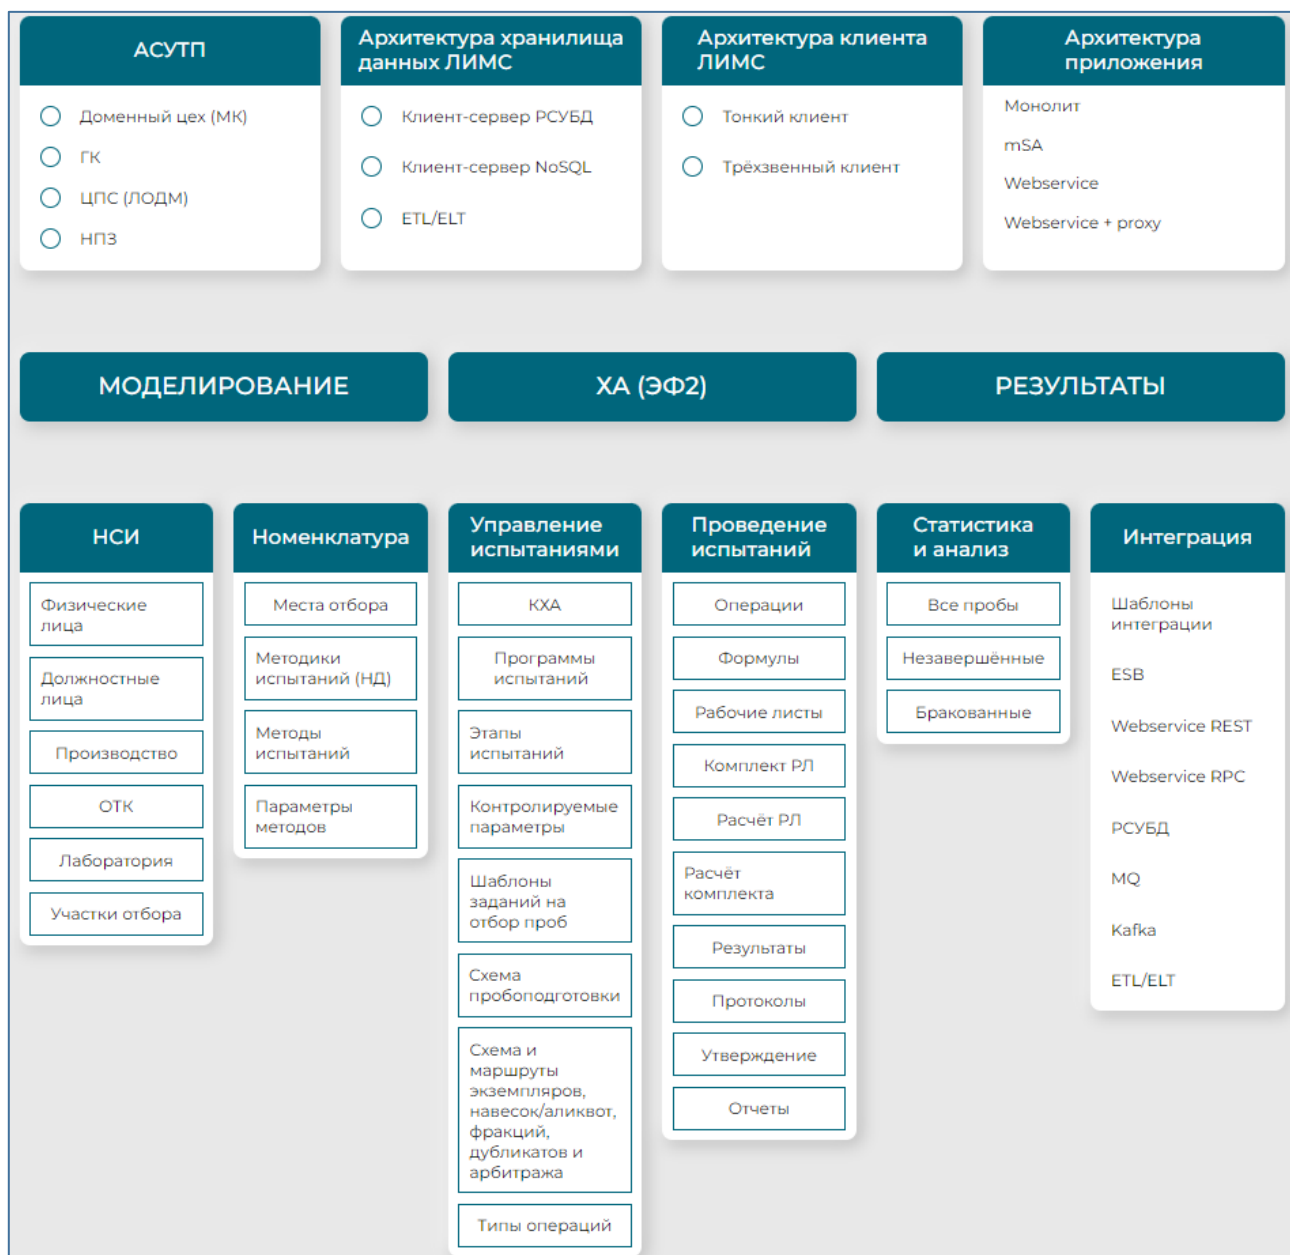 АСУТП
Доменный цех (МК)
ГК
ЦПС (ЛОДМ)
НПЗ
Архитектура хранилища
данных ЛИМС
Клиент-сервер РСУБД
Клиент-сервер NoSQL
ETL/ELT
Архитектура клиента
ЛИМС
Тонкий клиент
Трёхзвенный клиент
Архитектура
приложения
Монолит
mSA
Webservice
Webservice + proxy
МОДЕЛИРОВАНИЕ
ХА (ЭФ2)
РЕЗУЛЬТАТЫ
НСИ
Физические
лица
Должностные
лица
Производство
ОТК
Лаборатория
Участки отбора
Номенклатура
Места отбора
Методики
испытаний (НД)
Методы
испытаний
Параметры
методов
Управление
испытаниями
КХА
Программы
испытаний
Этапы
испытаний
Контролируемые
параметры
Шаблоны
заданий на
отбор проб
Схема
пробоподготовки
Схема и
маршруты
экземпляров,
навесок/аликвот,
фракций,
дубликатов и
арбитража
Типы операций
Проведение
испытаний
Операции
Формулы
Рабочие листы
Комплект РЛ
Расчёт РЛ
Расчёт
комплекта
Результаты
Протоколы
Утверждение
Отчеты
Статистика
и анализ
Все пробы
Незавершённые
Бракованные
Интеграция
Шаблоны
интеграции
ESB
Webservice REST
Webservice RPC
РСУБД
MQ
Kafka
ETL/ELT